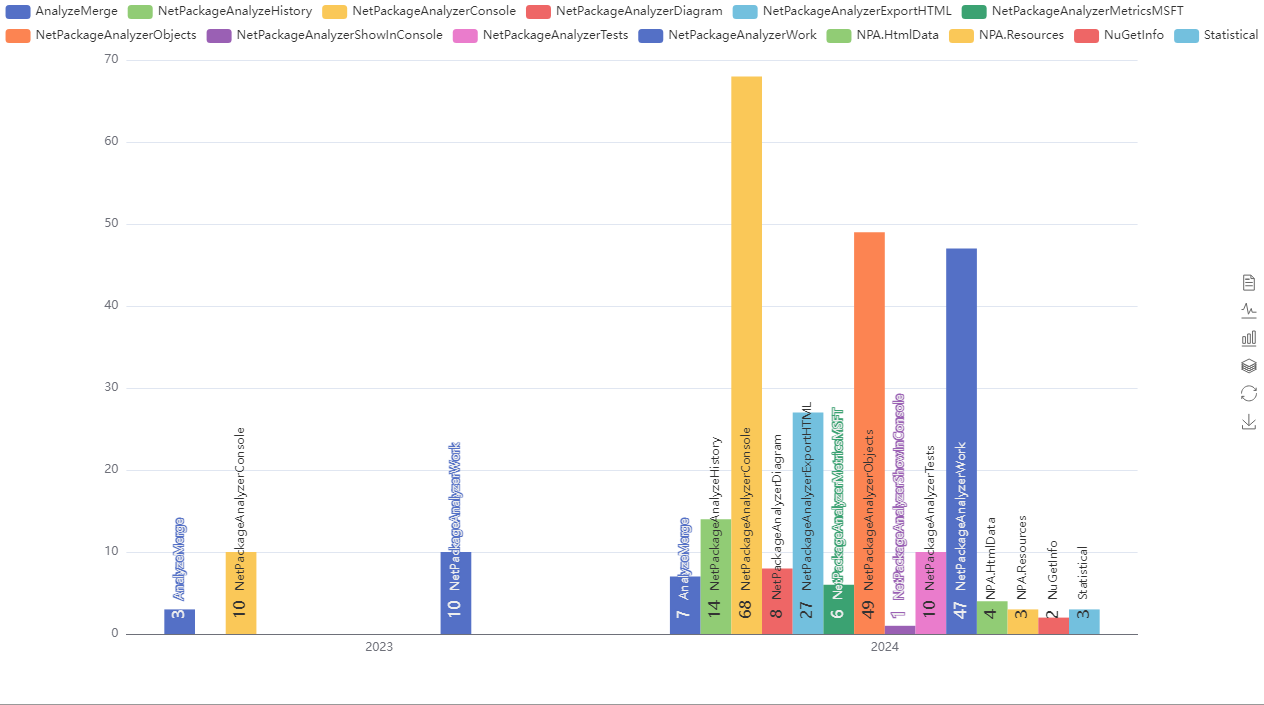 AnalyzeMerge NetPackageAnalyzeHistory NetPackageAnalyzerConsole NetPackageAnalyzerDiagram NetPackageAnalyzerExportHTML NetPackageAnalyzerMetricsMSFT
NetPackageAnalyzerObjects NetPackageAnalyzerShowInConsole NetPackageAnalyzerTests NetPackageAnalyzerWork NPA.HtmlData NPA.Resources NuGetInfo Statistical
70
60
50
40
30
20
10
0
3 AnalyzeMerge
10 NetPackageAnalyzerConsole
10 NetPackageAnalyzerWork
7 AnalyzeMerge
14 NetPackageAnalyzeHistory
68 NetPackageAnalyzerConsole
8 NetPackageAnalyzerDiagram
27 NetPackageAnalyzerExportHTML
6 NetPackageAnalyzerMetricsMSFT
49 NetPackageAnalyzerObjects
1 NetPackageAnalyzerShowInConsole
10 NetPackageAnalyzerTests
47 NetPackageAnalyzerWork
4 NPA.HtmlData
3 NPA.Resources
2 NuGetInfo
3 Statistical
2023
2024